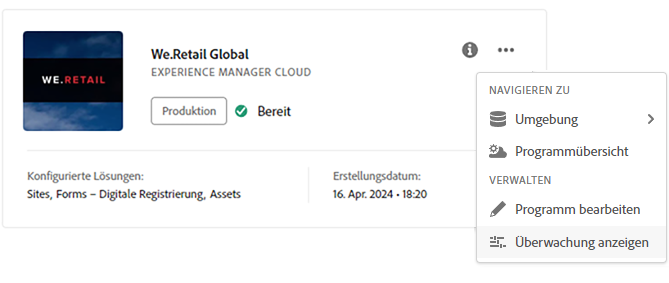 We.Retail Global
EXPERIENCE MANAGER CLOUD
WE.RETAIL
Produktion
Bereit
Konfigurierte Lösungen:
Sites, Forms – Digitale Registrierung, Assets
Erstellungsdatum:
16. Apr. 2024 • 18:20
NAVIGIEREN ZU
Umgebung
Programmübersicht
VERWALTEN
Programm bearbeiten
Überwachung anzeigen